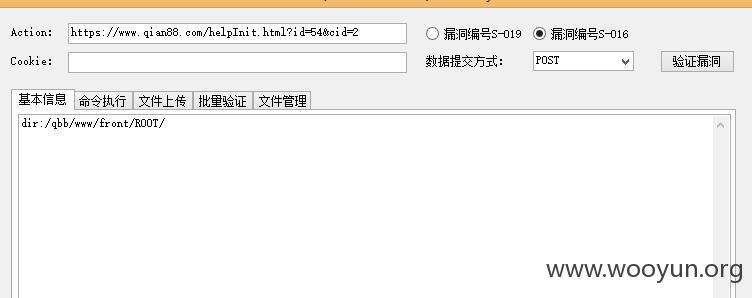 Action: https://www.qian88.com/helpInit.html?id=54&cid=2 漏洞编号S-019 漏洞编号S-016
Cookie: 数据提交方式: POST 验证漏洞
基本信息 命令执行 文件上传 批量验证 文件管理
dir:/qbb/www/front/ROOT/
www.wooyun.org